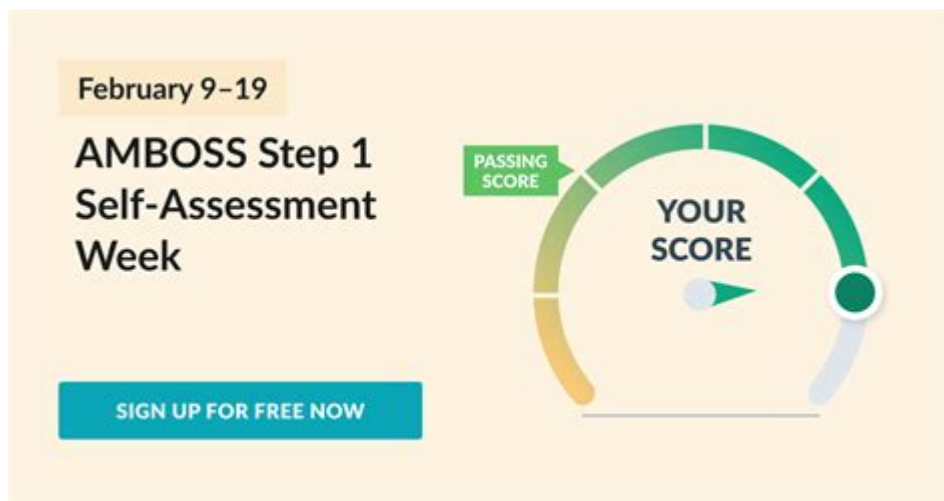 February 9–19
AMBOSS Step 1
Self-Assessment
Week
SIGN UP FOR FREE NOW
PASSING
SCORE
YOUR
SCORE